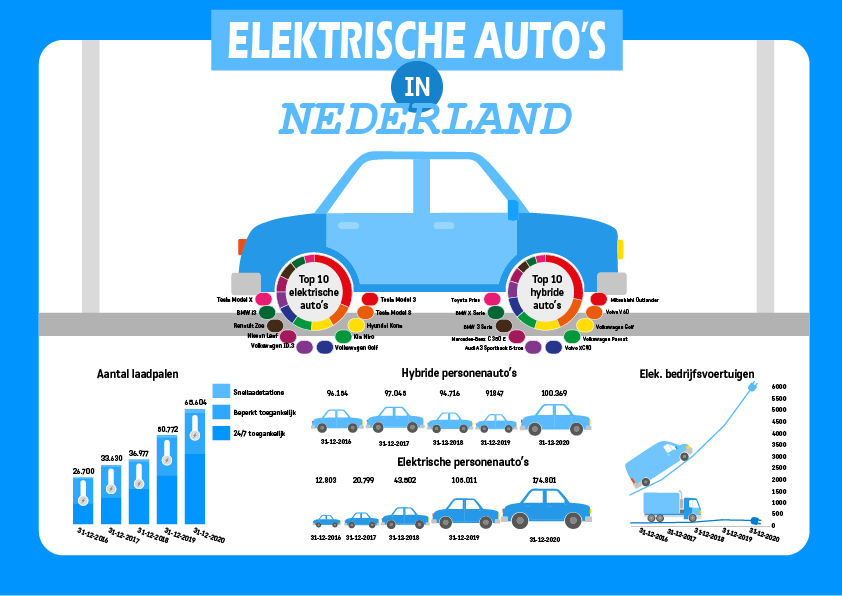 ELEKTRISCHE AUTO'S
IN
NEDERLAND
Top 10
elektrische
auto's
Tesla Model X
BMW I3
Renault Zoe
Nissan Leaf
Volkswagen ID.3
Tesla Model 3
Tesla Model S
Hyundai Kona
Kia Niro
Volkswagen Golf
Top 10
hybride
auto's
Toyota Prius
BMW X Serie
BMW 3 Serie
Mercedes-Benz C 350 E
Audi A3 Sportback E-tron
Mitsubishi Outlander
Volvo V60
Volkswagen Golf
Volkswagen Passat
Volvo XC90
Aantal laadpalen
26.700
33.630
36.977
50.772
65.604
31-12-2016
31-12-2017
31-12-2018
31-12-2019
31-12-2020
Snellaadstations
Beperkt toegankelijk
24/7 toegankelijk
Hybride personenauto's
96.154
97.045
94.716
91847
100.369
31-12-2016
31-12-2017
31-12-2018
31-12-2019
31-12-2020
Elektrische personenauto's
12.803
20.799
43.502
105.011
174.801
31-12-2016
31-12-2017
31-12-2018
31-12-2019
31-12-2020
Elek. bedrijfsvoertuigen
6000
5500
5000
4500
4000
3500
3000
2500
2000
1500
1000
500
0
31-12-2016
31-12-2017
31-12-2018
31-12-2019
31-12-2020